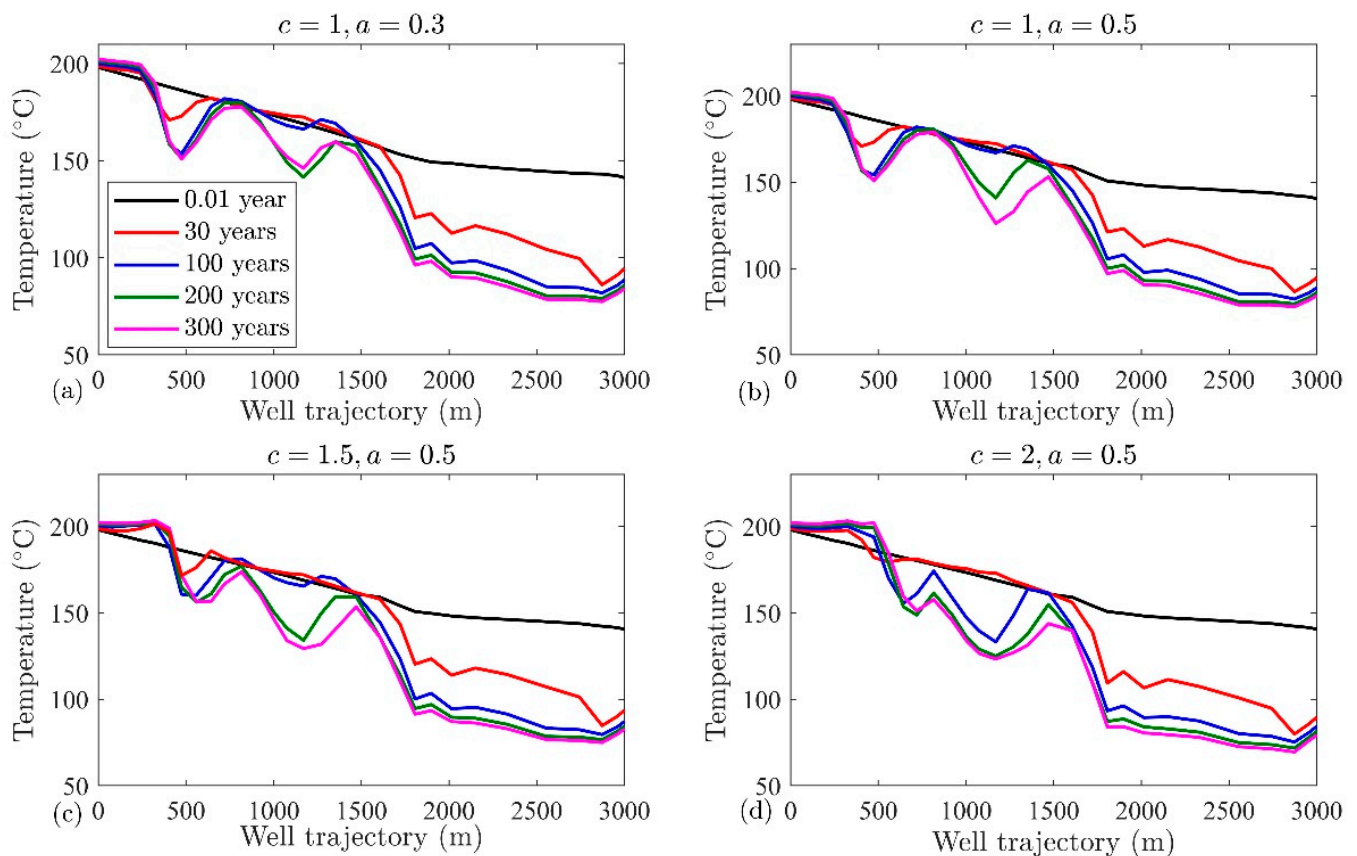 c = 1, a = 0.3
Temperature (°C)
200
150
100
50
0.01 year
30 years
100 years
200 years
300 years
0 500 1000 1500 2000 2500 3000
(a)
Well trajectory (m)
c = 1, a = 0.5
Temperature (°C)
200
150
100
50
0 500 1000 1500 2000 2500 3000
(b)
Well trajectory (m)
c = 1.5, a = 0.5
Temperature (°C)
200
150
100
50
0 500 1000 1500 2000 2500 3000
(c)
Well trajectory (m)
c = 2, a = 0.5
Temperature (°C)
200
150
100
50
0 500 1000 1500 2000 2500 3000
(d)
Well trajectory (m)